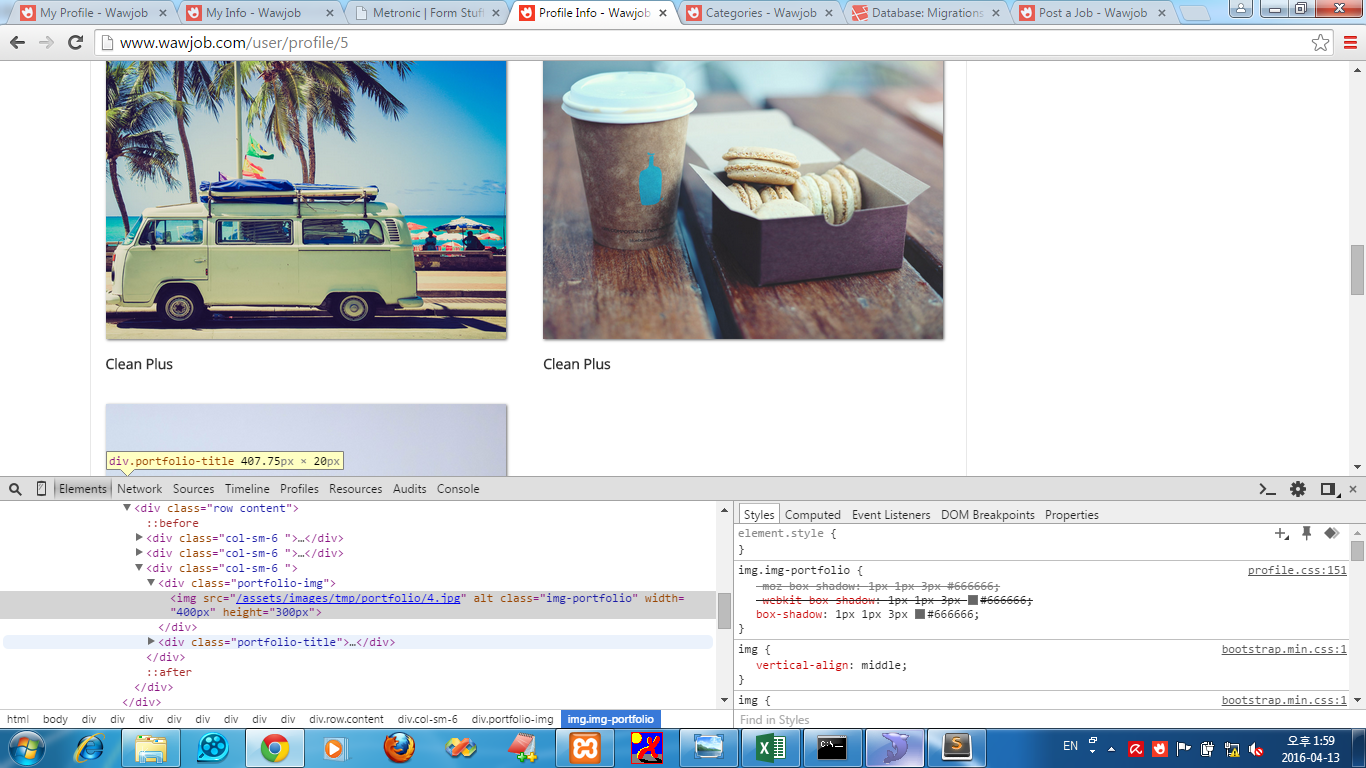 My Profile - Wawjob
My Info - Wawjob
Metronic | Form Stuff
Profile Info - Wawjob
Categories - Wawjob
Database: Migrations
Post a Job - Wawjob
www.wawjob.com/user/profile/5
Clean Plus
Clean Plus
div.portfolio-title 407.75px × 20px
Elements Network Sources Timeline Profiles Resources Audits Console
<div class="row content">
::before
<div class="col-sm-6 ">…</div>
<div class="col-sm-6 ">…</div>
<div class="col-sm-6 ">
<div class="portfolio-img">
<img src="/assets/images/tmp/portfolio/4.jpg" alt class="img-portfolio" width=
"400px" height="300px">
</div>
<div class="portfolio-title">…</div>
</div>
::after
</div>
</div>
html body div div div div div div div div div.row.content div.col-sm-6 div.portfolio-img img.img-portfolio
Styles Computed Event Listeners DOM Breakpoints Properties
element.style {
}
img.img-portfolio { profile.css:151
-moz-box-shadow: 1px 1px 3px #666666;
-webkit-box-shadow: 1px 1px 3px #666666;
box-shadow: 1px 1px 3px #666666;
}
img { bootstrap.min.css:1
vertical-align: middle;
}
img { bootstrap.min.css:1
Find in Styles
EN
오후 1:59
2016-04-13